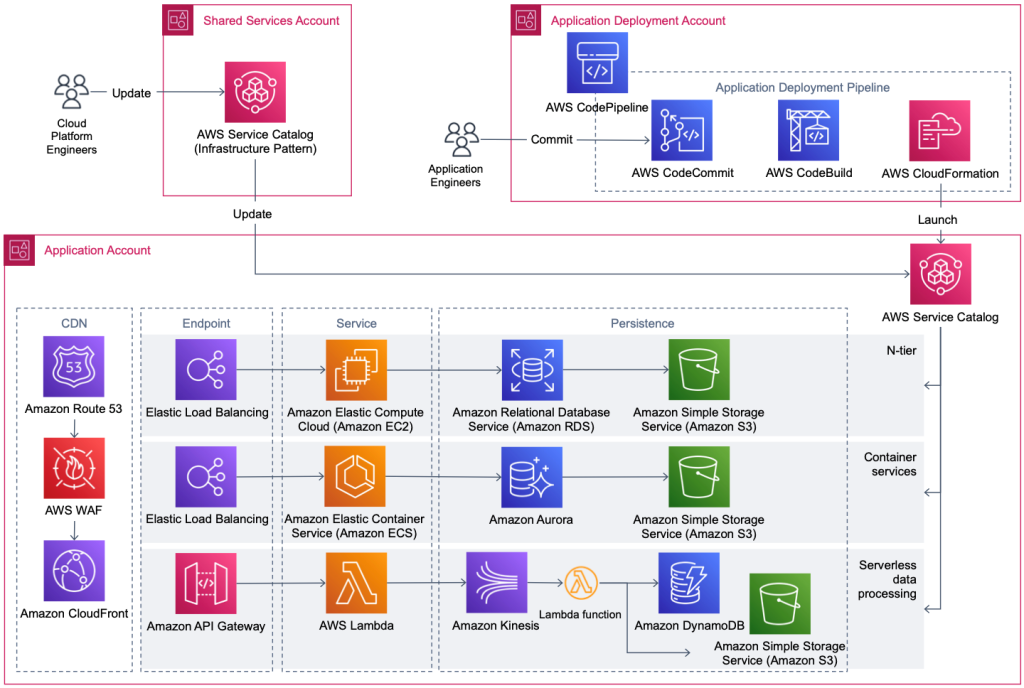 Shared Services Account
Application Deployment Account
Application Deployment Pipeline
Update
Cloud
Platform
Engineers
AWS Service Catalog
(Infrastructure Pattern)
AWS CodePipeline
Commit
Application
Engineers
AWS CodeCommit
AWS CodeBuild
AWS CloudFormation
Update
Launch
Application Account
AWS Service Catalog
CDN
Endpoint
Service
Persistence
53
Amazon Route 53
AWS WAF
Amazon CloudFront
N-tier
Elastic Load Balancing
Amazon Elastic Compute
Cloud (Amazon EC2)
Amazon Relational Database
Service (Amazon RDS)
Amazon Simple Storage
Service (Amazon S3)
Container
services
Elastic Load Balancing
Amazon Elastic Container
Service (Amazon ECS)
Amazon Aurora
Amazon Simple Storage
Service (Amazon S3)
Serverless
data
processing
Amazon API Gateway
AWS Lambda
Amazon Kinesis
Lambda function
Amazon DynamoDB
Amazon Simple Storage
Service (Amazon S3)